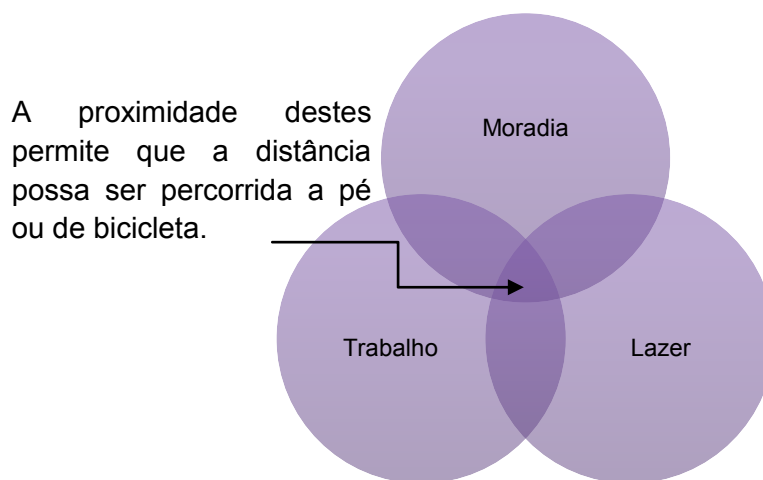 A proximidade destes
permite que a distância
possa ser percorrida a pé
ou de bicicleta.
Moradia
Trabalho
Lazer